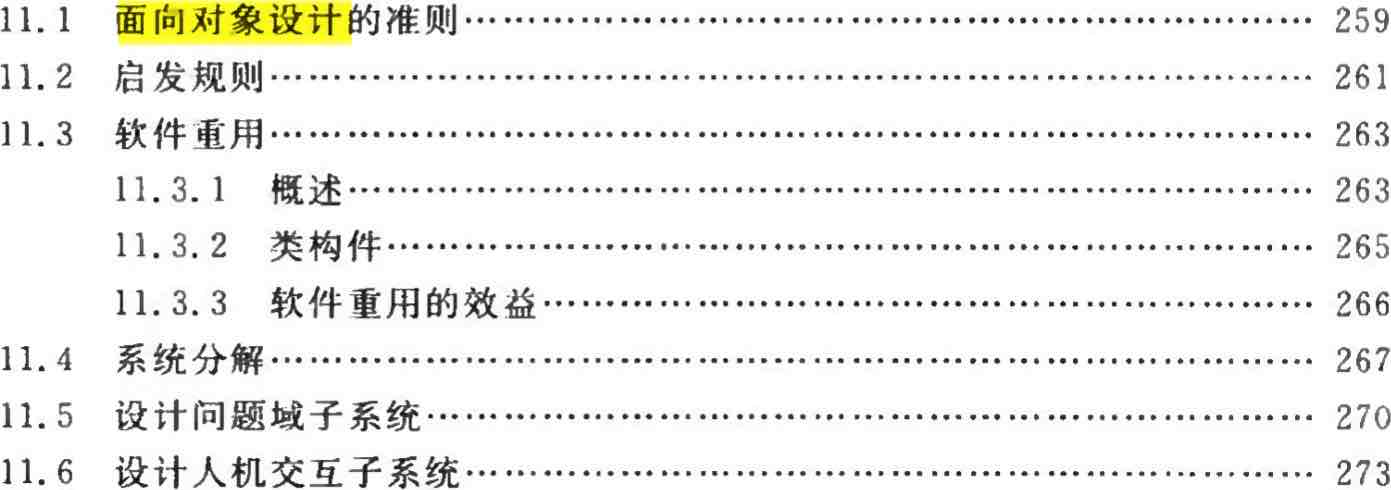 11.1 面向对象设计的准则…………………………………………………… 259
11.2 启发规则…………………………………………………… 261
11.3 软件重用…………………………………………………… 263
11.3.1 概述…………………………………………………… 263
11.3.2 类构件…………………………………………………… 265
11.3.3 软件重用的效益…………………………………………………… 266
11.4 系统分解…………………………………………………… 267
11.5 设计问题域子系统…………………………………………………… 270
11.6 设计人机交互子系统…………………………………………………… 273